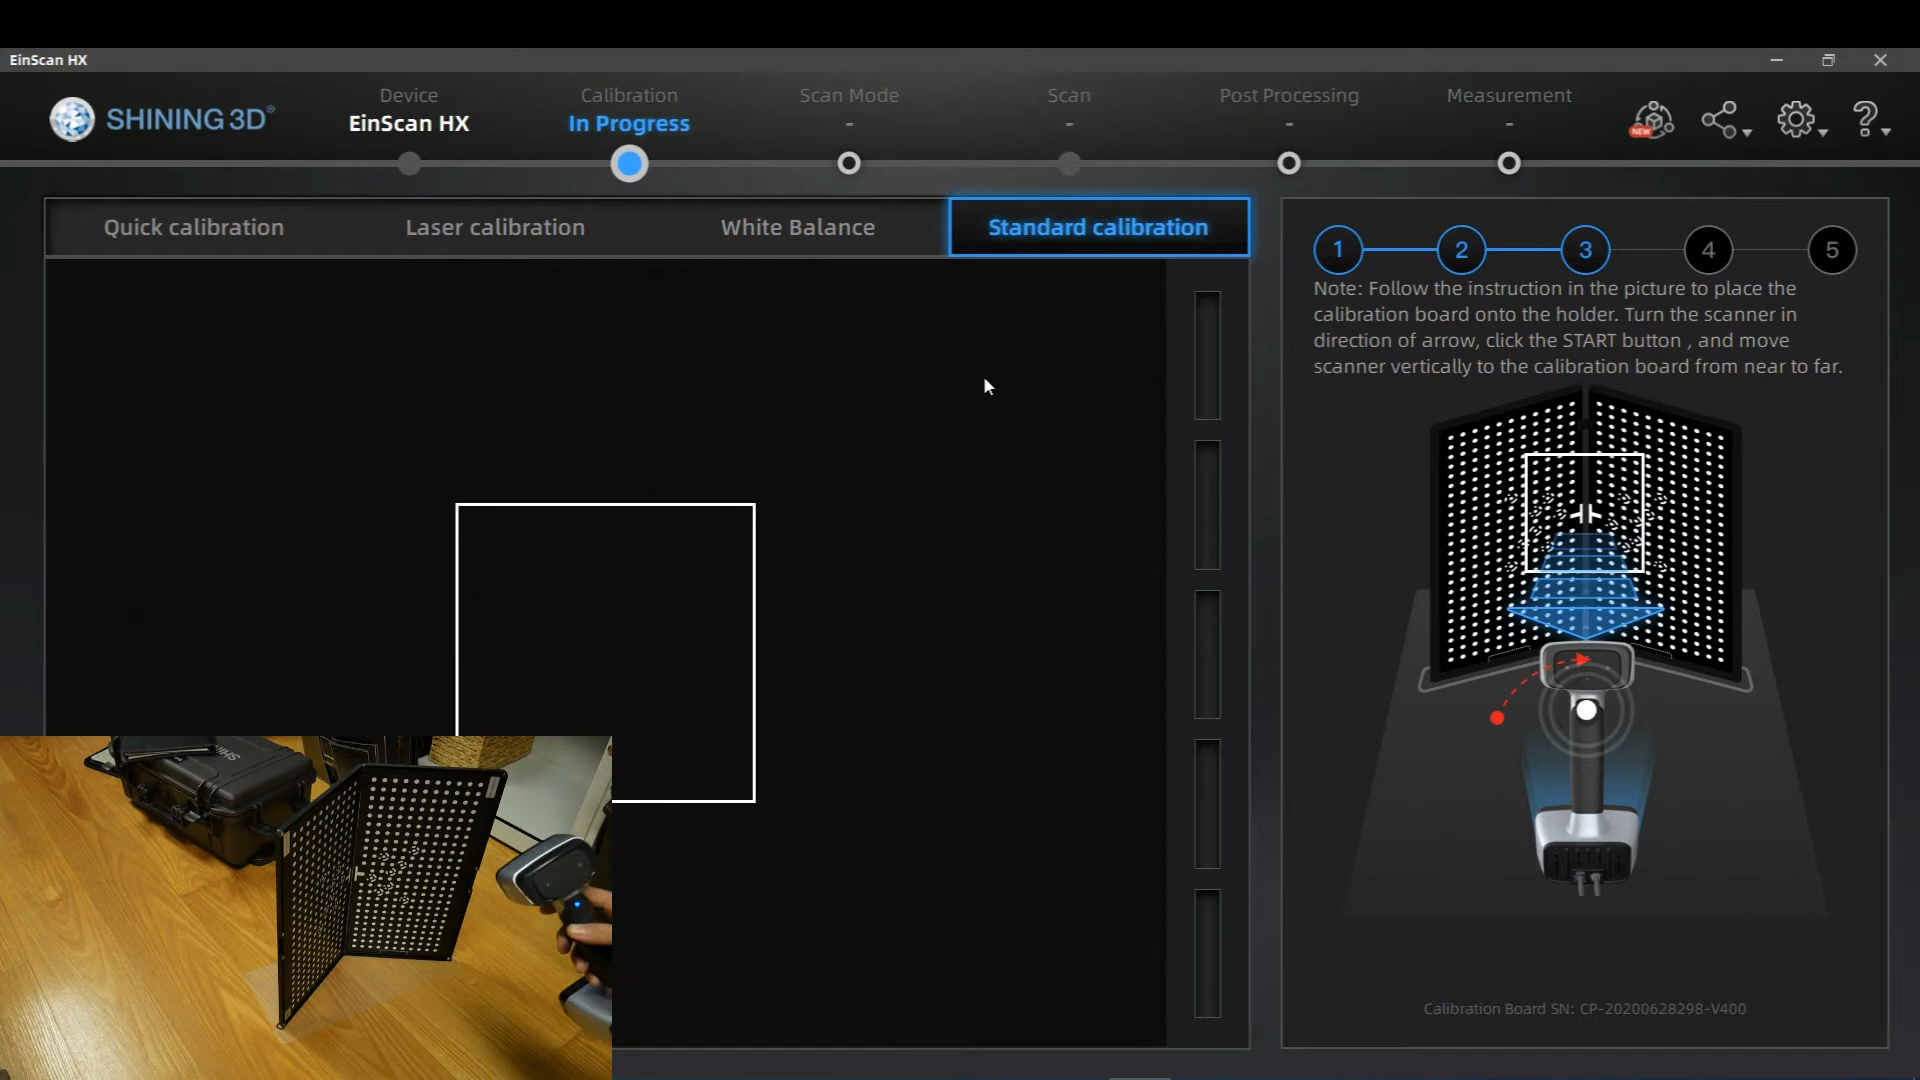 EinScan HX
SHINING 3D®
Device
EinScan HX
Calibration
In Progress
Scan Mode
-
Scan
-
Post Processing
-
Measurement
-
NEW
?
Quick calibration
Laser calibration
White Balance
Standard calibration
1
2
3
4
5
Note: Follow the instruction in the picture to place the
calibration board onto the holder. Turn the scanner in
direction of arrow, click the START button , and move
scanner vertically to the calibration board from near to far.
Calibration Board SN: CP-20200628298-V400